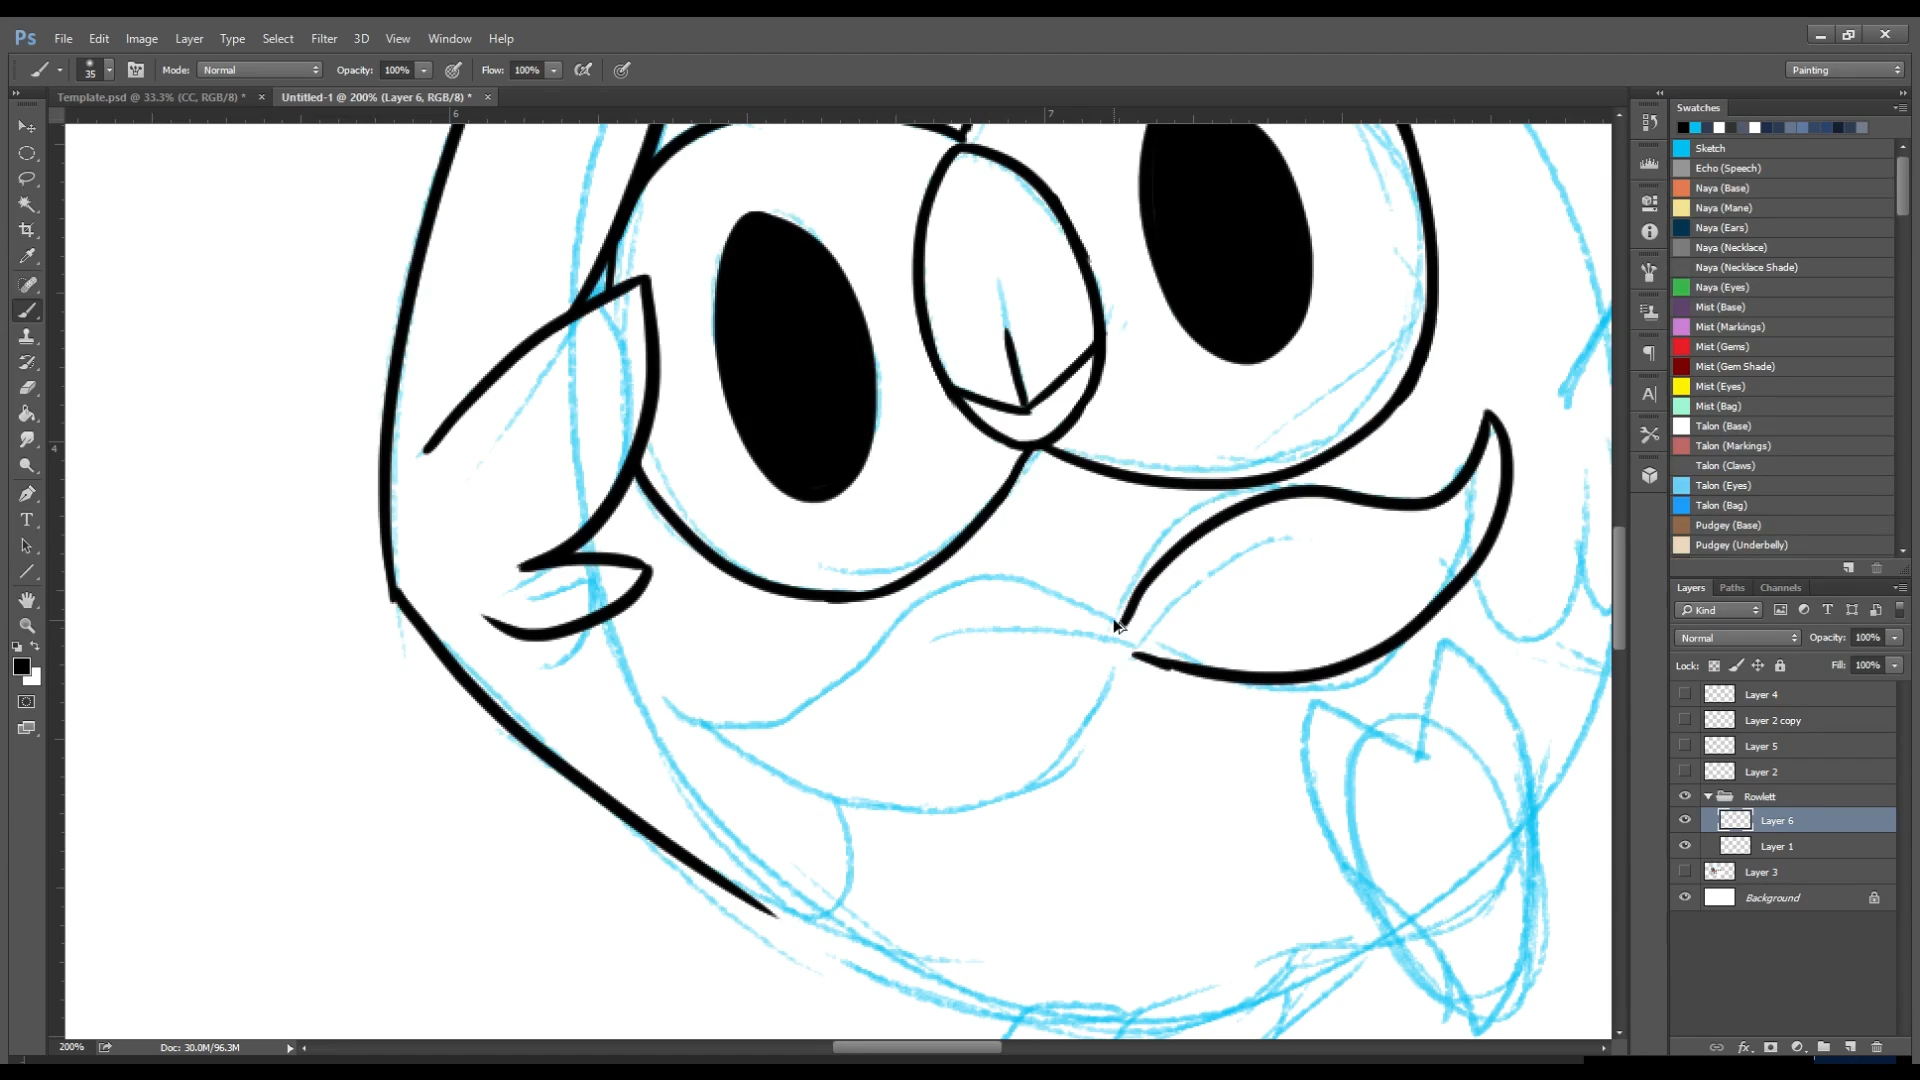 Ps File Edit Image Layer Type Select Filter 3D View Window Help
35 Mode: Normal Opacity: 100% Flow: 100% Painting
Template.psd @ 33.3% (CC, RGB/8) * × Untitled-1 @ 200% (Layer 6, RGB/8) * ×
6 7
4
Swatches
Sketch
Echo (Speech)
Naya (Base)
Naya (Mane)
Naya (Ears)
Naya (Necklace)
Naya (Necklace Shade)
Naya (Eyes)
Mist (Base)
Mist (Markings)
Mist (Gems)
Mist (Gem Shade)
Mist (Eyes)
Mist (Bag)
Talon (Base)
Talon (Markings)
Talon (Claws)
Talon (Eyes)
Talon (Bag)
Pudgey (Base)
Pudgey (Underbelly)
Layers Paths Channels
Kind
Normal Opacity: 100%
Lock: Fill: 100%
Layer 4
Layer 2 copy
Layer 5
Layer 2
Rowlett
Layer 6
Layer 1
Layer 3
Background
200% Doc: 30.0M/96.3M
fx